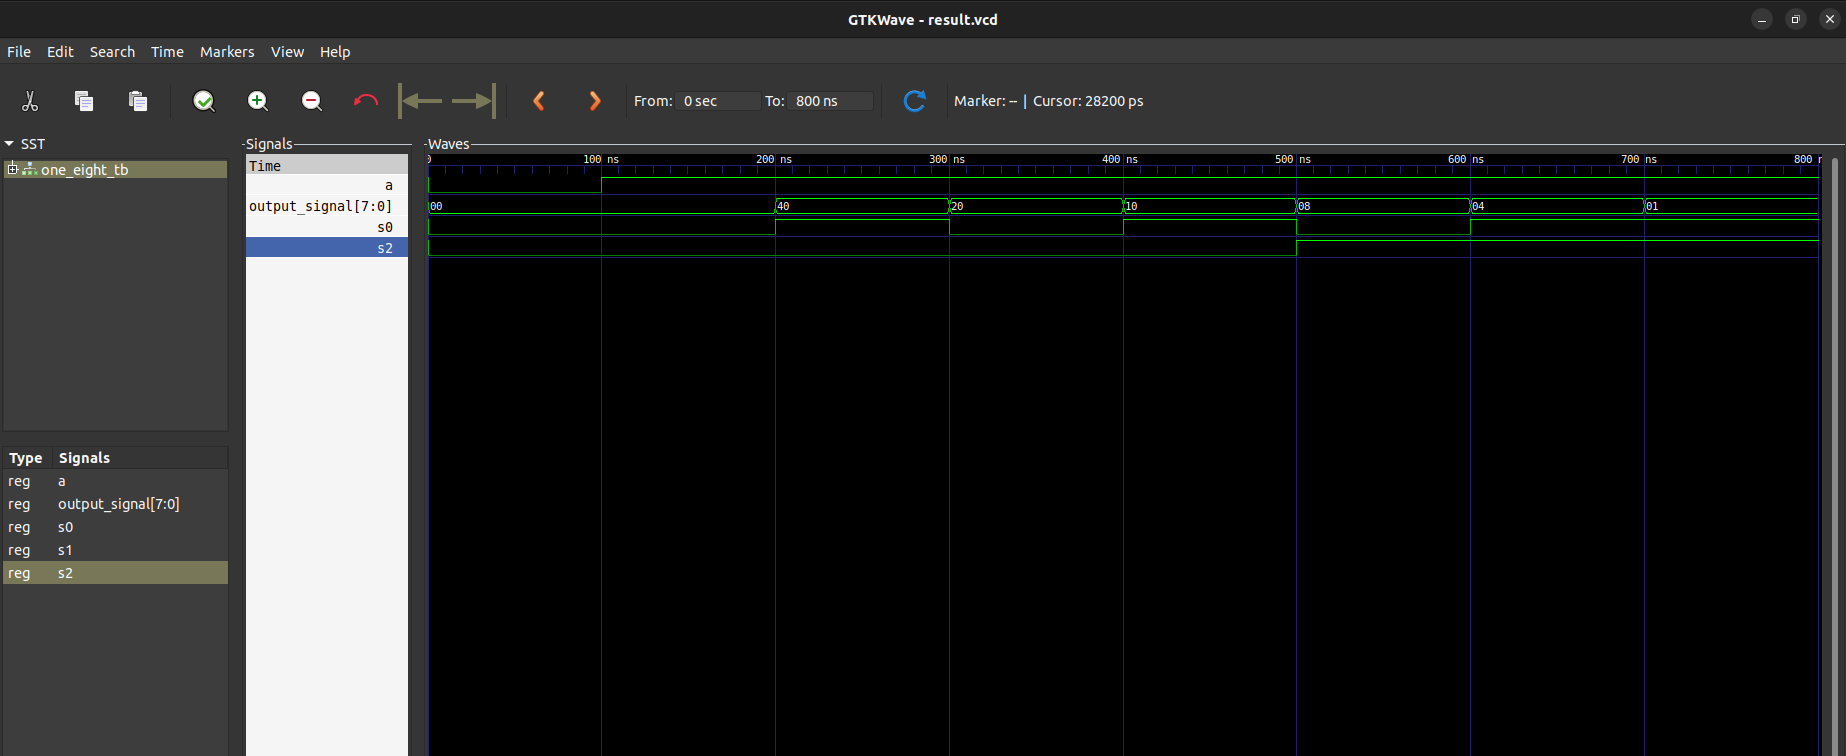 GTKWave - result.vcd
File Edit Search Time Markers View Help
From: 0 sec To: 800 ns Marker: -- | Cursor: 28200 ps
SST
one_eight_tb
Type Signals
reg a
reg output_signal[7:0]
reg s0
reg s1
reg s2
Signals
Time
a
output_signal[7:0]
s0
s2
Waves
0 100 ns 200 ns 300 ns 400 ns 500 ns 600 ns 700 ns 800 n
00 40 20 10 08 04 01